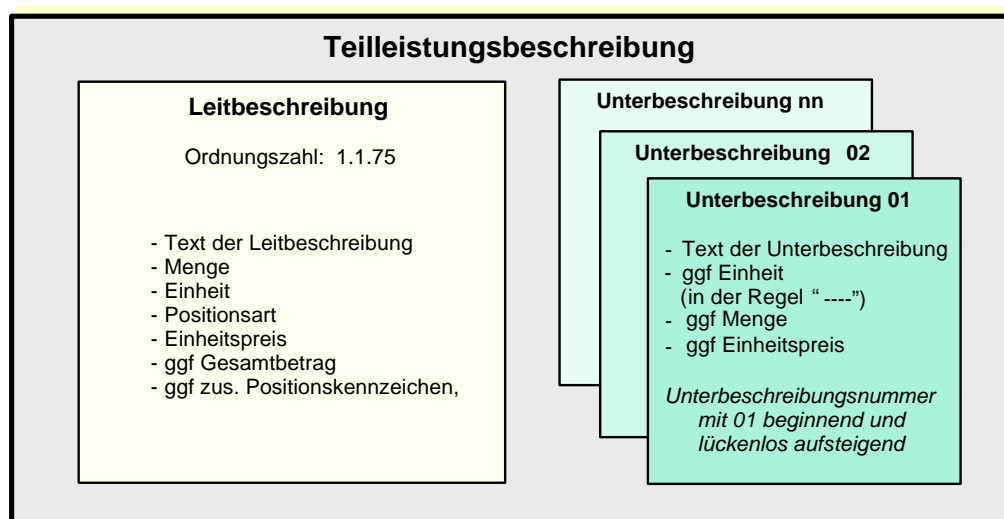 Teilleistungsbeschreibung
Leitbeschreibung
Ordnungszahl: 1.1.75
- Text der Leitbeschreibung
- Menge
- Einheit
- Positionsart
- Einheitspreis
- ggf Gesamtbetrag
- ggf zus. Positionskennzeichen,
Unterbeschreibung nn
Unterbeschreibung 02
Unterbeschreibung 01
- Text der Unterbeschreibung
- ggf Einheit
(in der Regel “ ----”)
- ggf Menge
- ggf Einheitspreis
Unterbeschreibungsnummer
mit 01 beginnend und
lückenlos aufsteigend